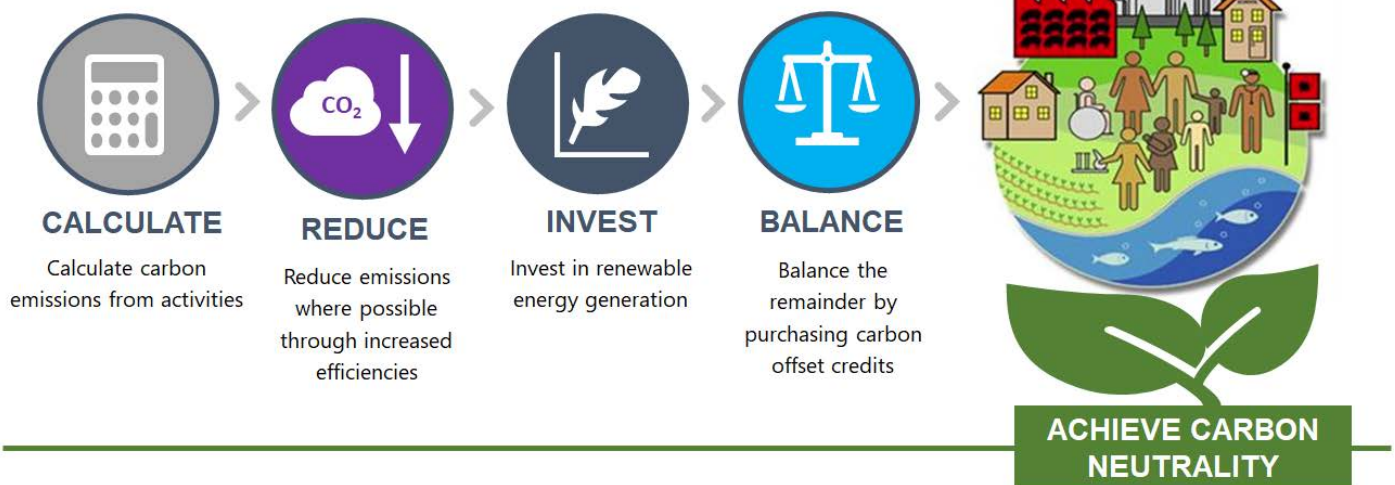 SCHOOL
CO₂
CALCULATE
Calculate carbon
emissions from activities
REDUCE
Reduce emissions
where possible
through increased
efficiencies
INVEST
Invest in renewable
energy generation
BALANCE
Balance the
remainder by
purchasing carbon
offset credits
ACHIEVE CARBON
NEUTRALITY